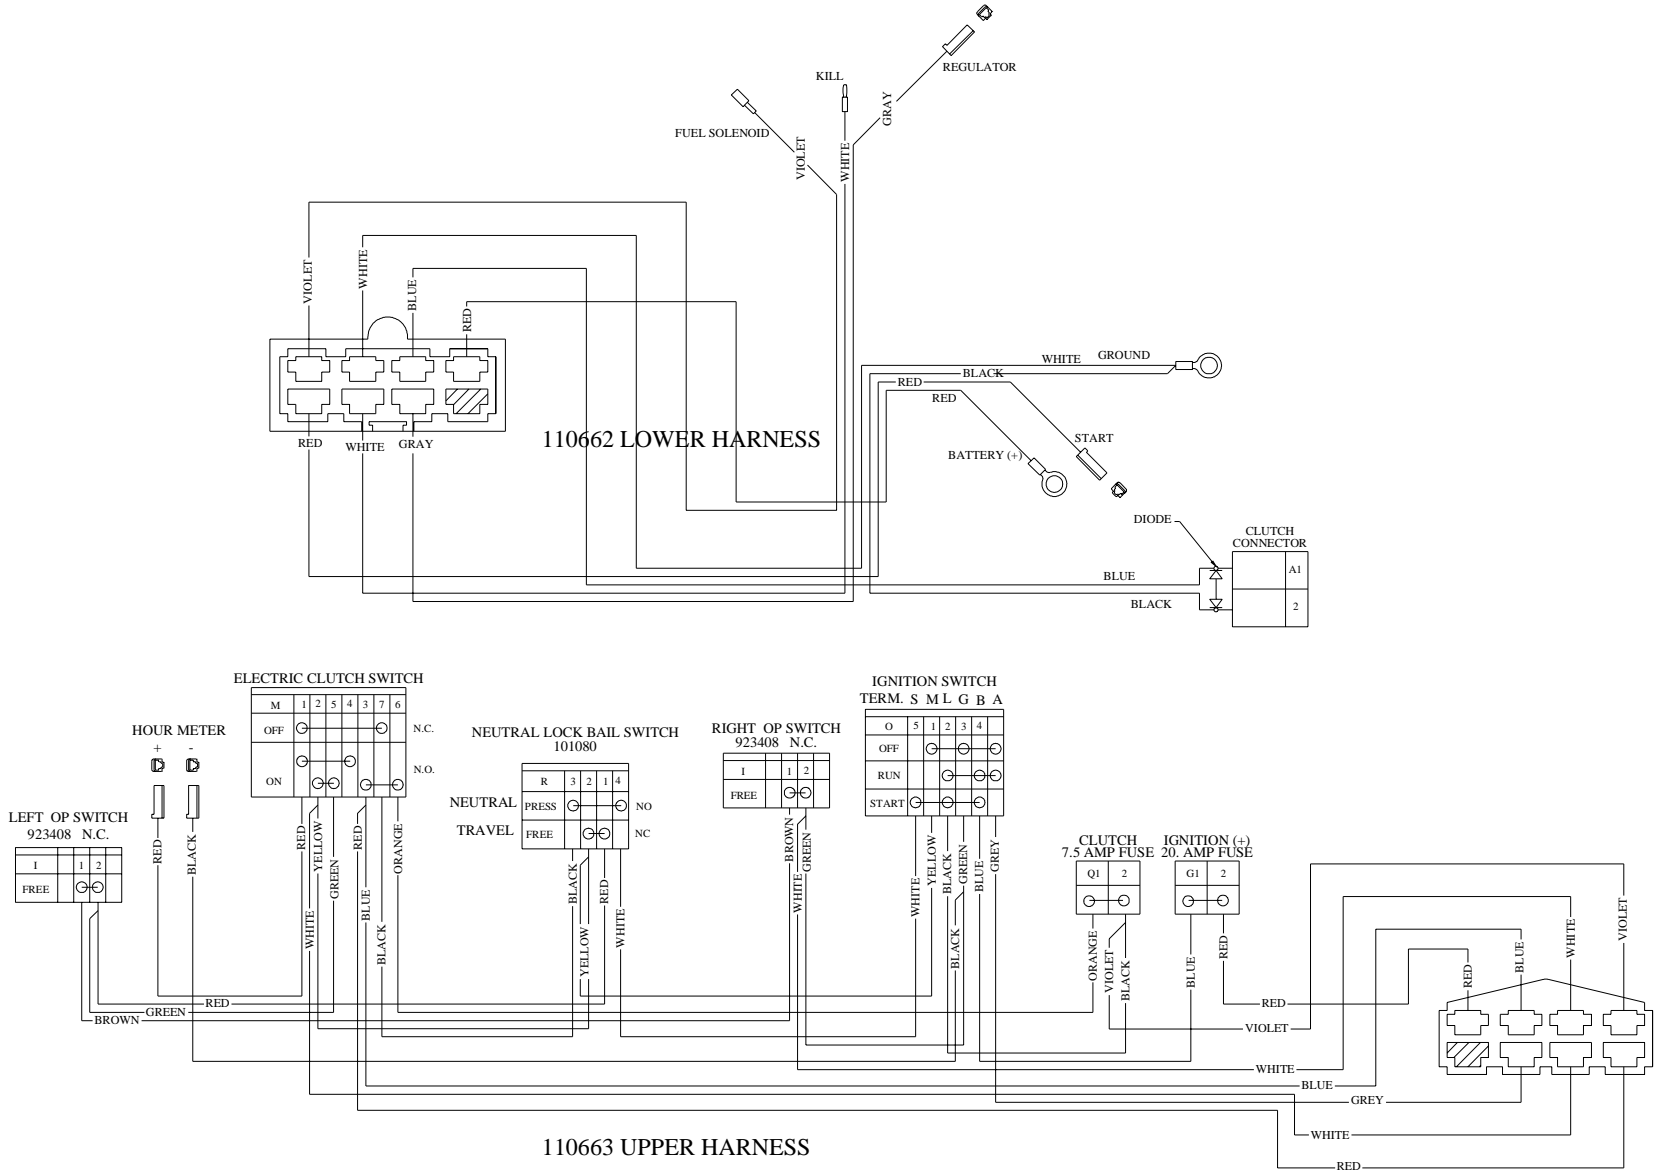 REGULATOR
KILL
GRAY
FUEL SOLENOID
VIOLET
WHITE
VIOLET
WHITE
BLUE
RED
WHITE GROUND
BLACK
RED
RED
RED WHITE GRAY
110662 LOWER HARNESS
START
BATTERY (+)
DIODE
CLUTCH
CONNECTOR
A1
2
BLUE
BLACK
ELECTRIC CLUTCH SWITCH
M 1 2 5 4 3 7 6
OFF
N.C.
ON
N.O.
HOUR METER
+ -
NEUTRAL LOCK BAIL SWITCH
101080
R 3 2 1 4
NEUTRAL
PRESS
NO
TRAVEL
FREE
NC
RIGHT OP SWITCH
923408 N.C.
I 1 2
FREE
IGNITION SWITCH
TERM. S M L G B A
O 5 1 2 3 4
OFF
RUN
START
LEFT OP SWITCH
923408 N.C.
I 1 2
FREE
CLUTCH
7.5 AMP FUSE
Q1 2
IGNITION (+)
20. AMP FUSE
G1 2
RED
BLACK
RED
WHITE
YELLOW
GREEN
RED
BLUE
BLACK
ORANGE
BLACK
YELLOW
RED
WHITE
BROWN
WHITE
GREEN
WHITE
YELLOW
BLACK
BLACK
GREEN
BLUE
GREY
ORANGE
VIOLET
BLACK
BLUE
RED
RED
BLUE
WHITE
VIOLET
RED
GREEN
BROWN
RED
VIOLET
WHITE
BLUE
GREY
WHITE
RED
110663 UPPER HARNESS